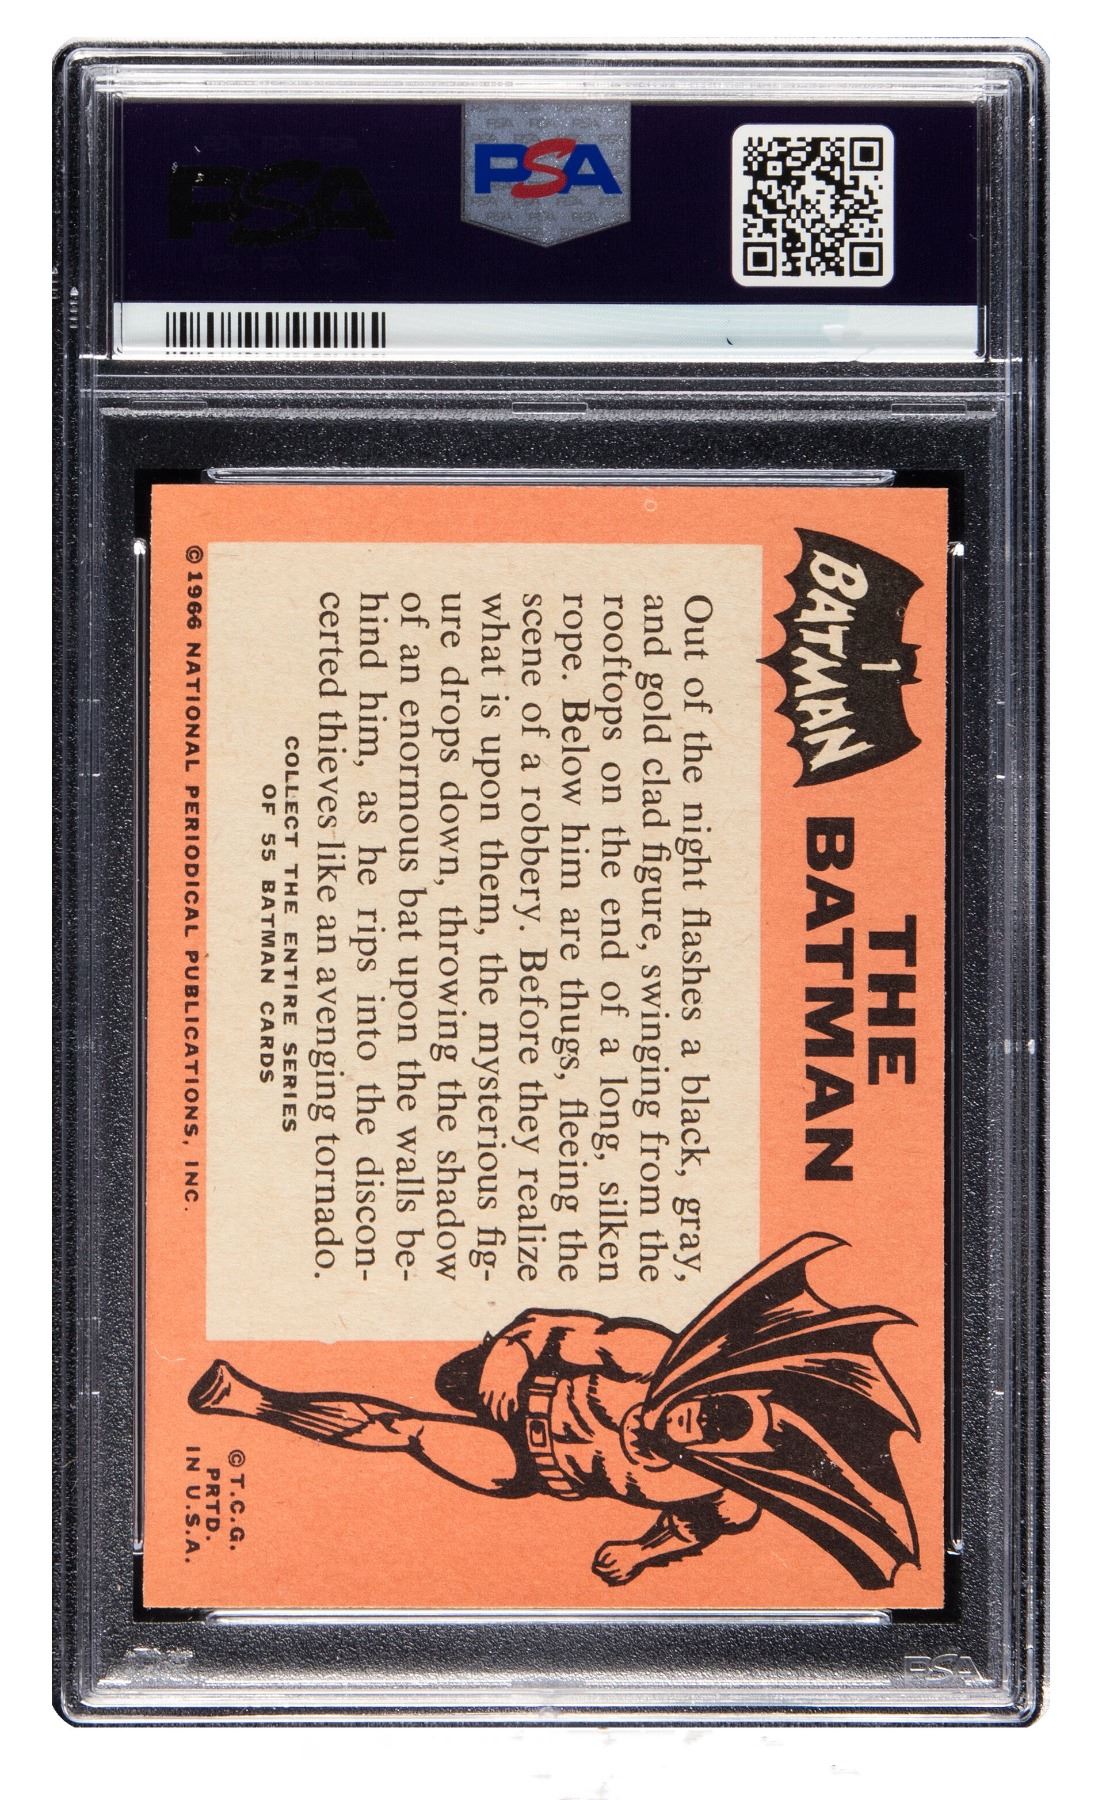 PSA
PSA
1
BATMAN
THE
BATMAN
Out of the night flashes a black, gray,
and gold clad figure, swinging from the
rooftops on the end of a long, silken
rope. Below him are thugs, fleeing the
scene of a robbery. Before they realize
what is upon them, the mysterious fig-
ure drops down, throwing the shadow
of an enormous bat upon the walls be-
hind him, as he rips into the discon-
certed thieves like an avenging tornado.
COLLECT THE ENTIRE SERIES
OF 55 BATMAN CARDS
© 1966 NATIONAL PERIODICAL PUBLICATIONS, INC.
© T.C.G.
PRTD.
IN U.S.A.
PSA